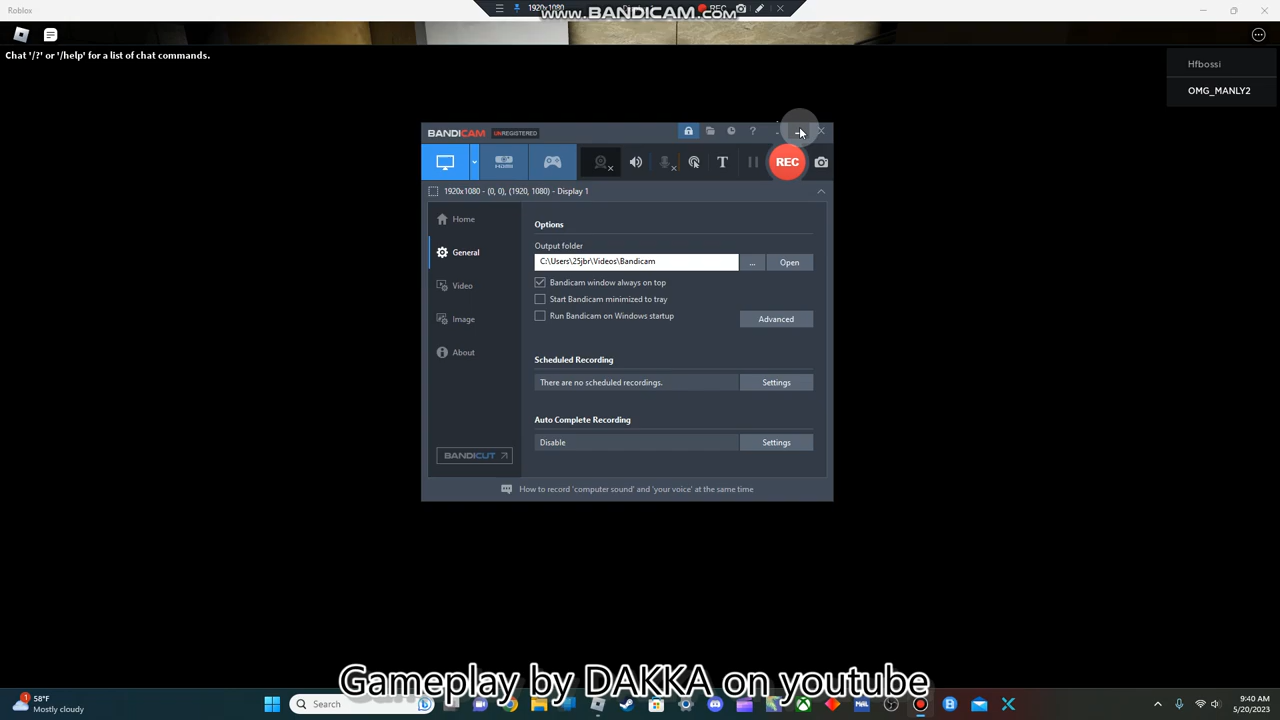 Roblox
1920x1080
REC
www.BANDICAM.com
Chat '/?' or '/help' for a list of chat commands.
Hfbossi
OMG_MANLY2
BANDICAM
UNREGISTERED
REC
1920x1080 - (0, 0), (1920, 1080) - Display 1
Home
General
Video
Image
About
BANDICUT
Options
Output folder
C:\Users\25jbr\Videos\Bandicam
...
Open
Bandicam window always on top
Start Bandicam minimized to tray
Run Bandicam on Windows startup
Advanced
Scheduled Recording
There are no scheduled recordings.
Settings
Auto Complete Recording
Disable
Settings
How to record 'computer sound' and 'your voice' at the same time
Gameplay by DAKKA on youtube
1
58°F
Mostly cloudy
Search
MAIL
9:40 AM
5/20/2023